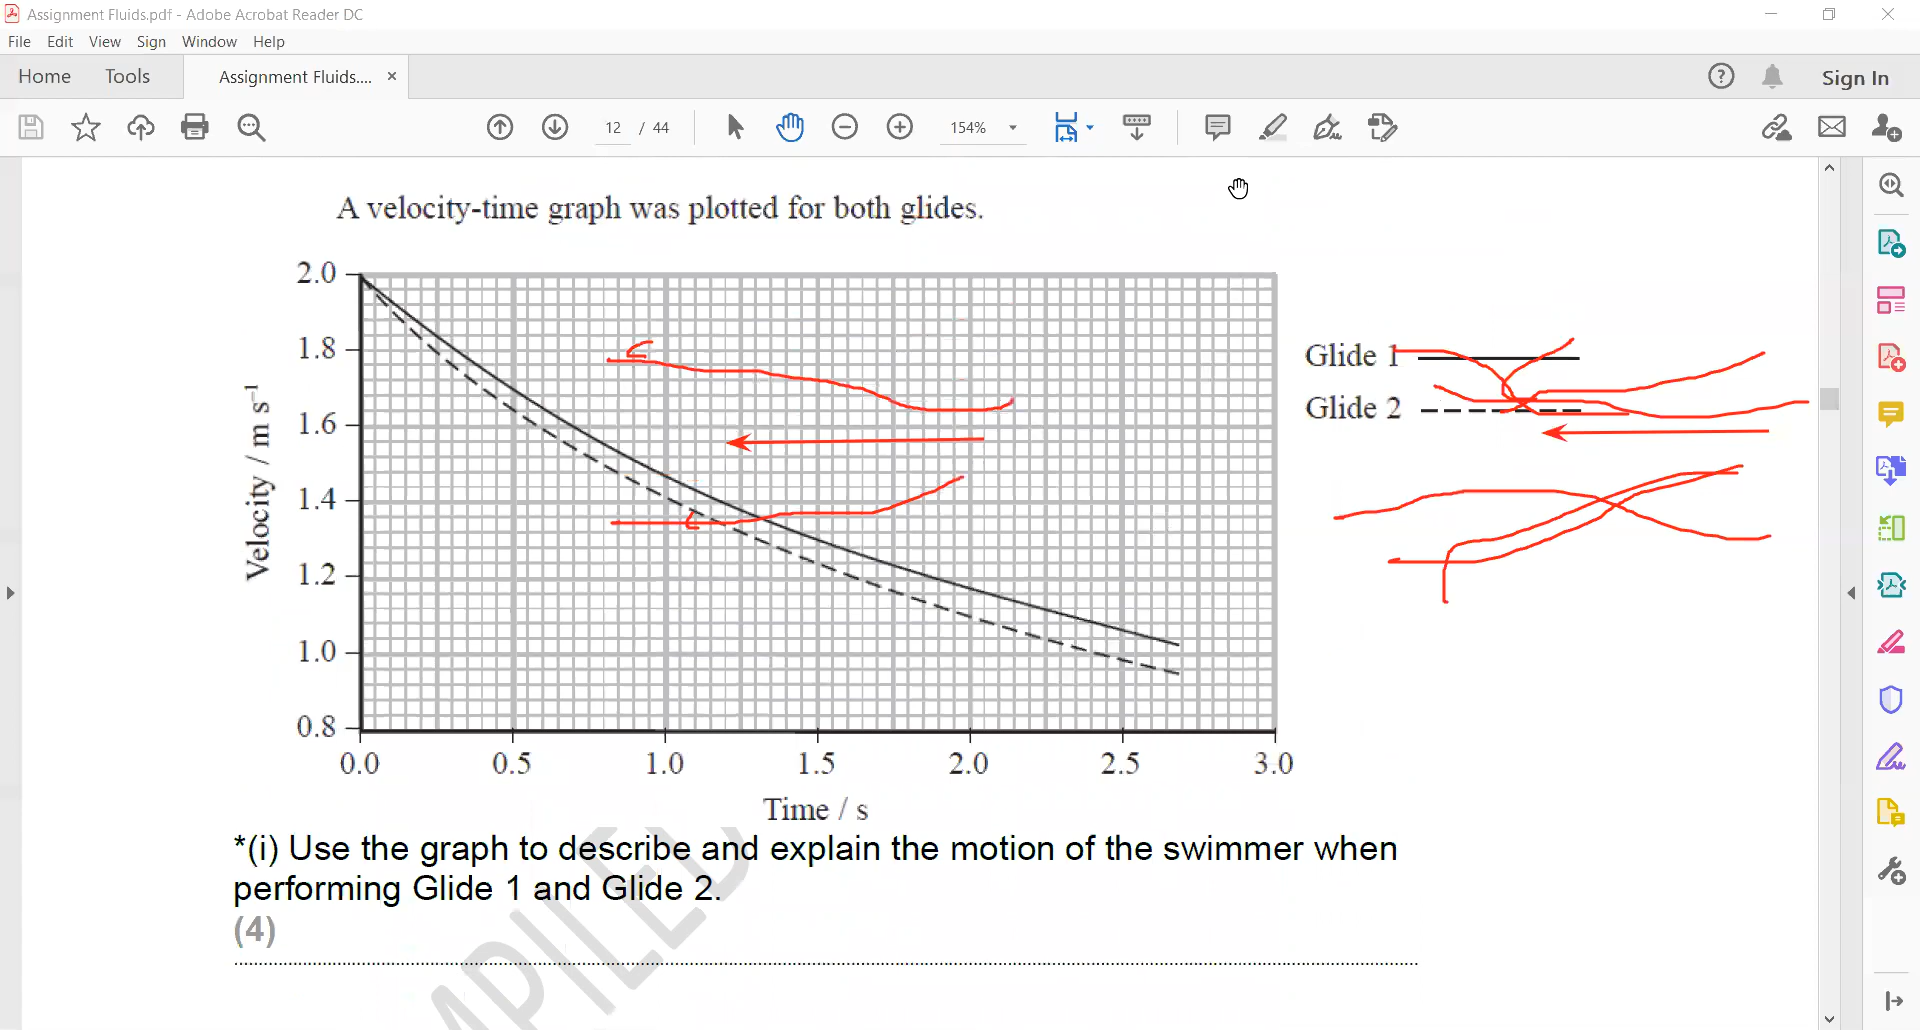 Assignment Fluids.pdf - Adobe Acrobat Reader DC
File Edit View Sign Window Help
Home Tools Assignment Fluids.... × Sign In
12 / 44 154%
A velocity-time graph was plotted for both glides.
2.0
1.8
1.6
1.4
1.2
1.0
0.8
Velocity / m s⁻¹
0.0 0.5 1.0 1.5 2.0 2.5 3.0
Time / s
Glide 1
Glide 2
*(i) Use the graph to describe and explain the motion of the swimmer when
performing Glide 1 and Glide 2.
(4)
MPILED